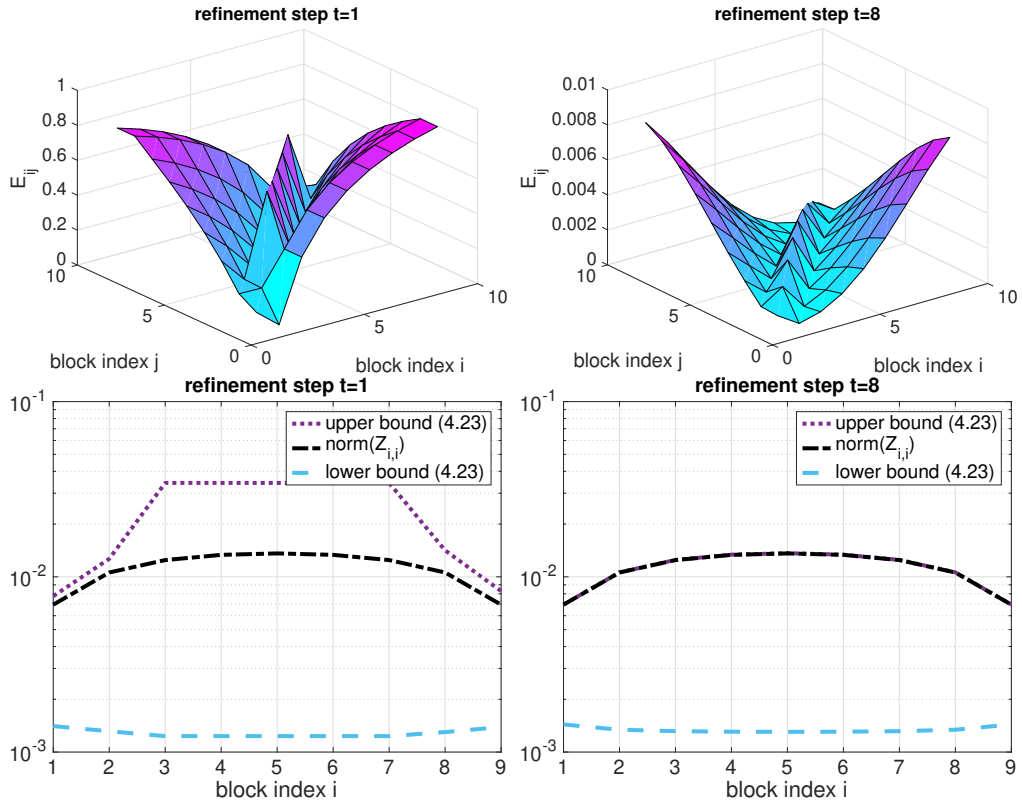 refinement step t=1
1
0.8
0.6
0.4
0.2
0
E_ij
10
5
0
0
5
10
block index j
block index i
refinement step t=8
0.01
0.008
0.006
0.004
0.002
0
E_ij
10
5
0
0
5
10
block index j
block index i
refinement step t=1
10^-1
10^-2
10^-3
upper bound (4.23)
norm(Z_i,i)
lower bound (4.23)
1 2 3 4 5 6 7 8 9
block index i
refinement step t=8
10^-1
10^-2
10^-3
upper bound (4.23)
norm(Z_i,i)
lower bound (4.23)
1 2 3 4 5 6 7 8 9
block index i